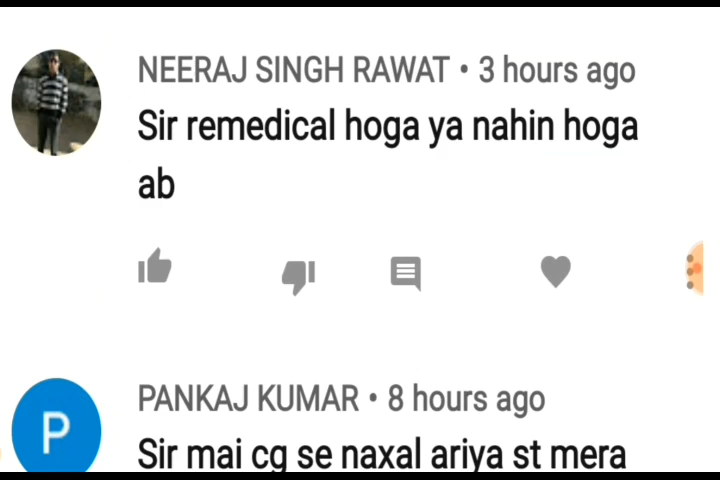 NEERAJ SINGH RAWAT • 3 hours ago
Sir remedical hoga ya nahin hoga
ab
P
PANKAJ KUMAR • 8 hours ago
Sir mai cg se naxal ariya st mera